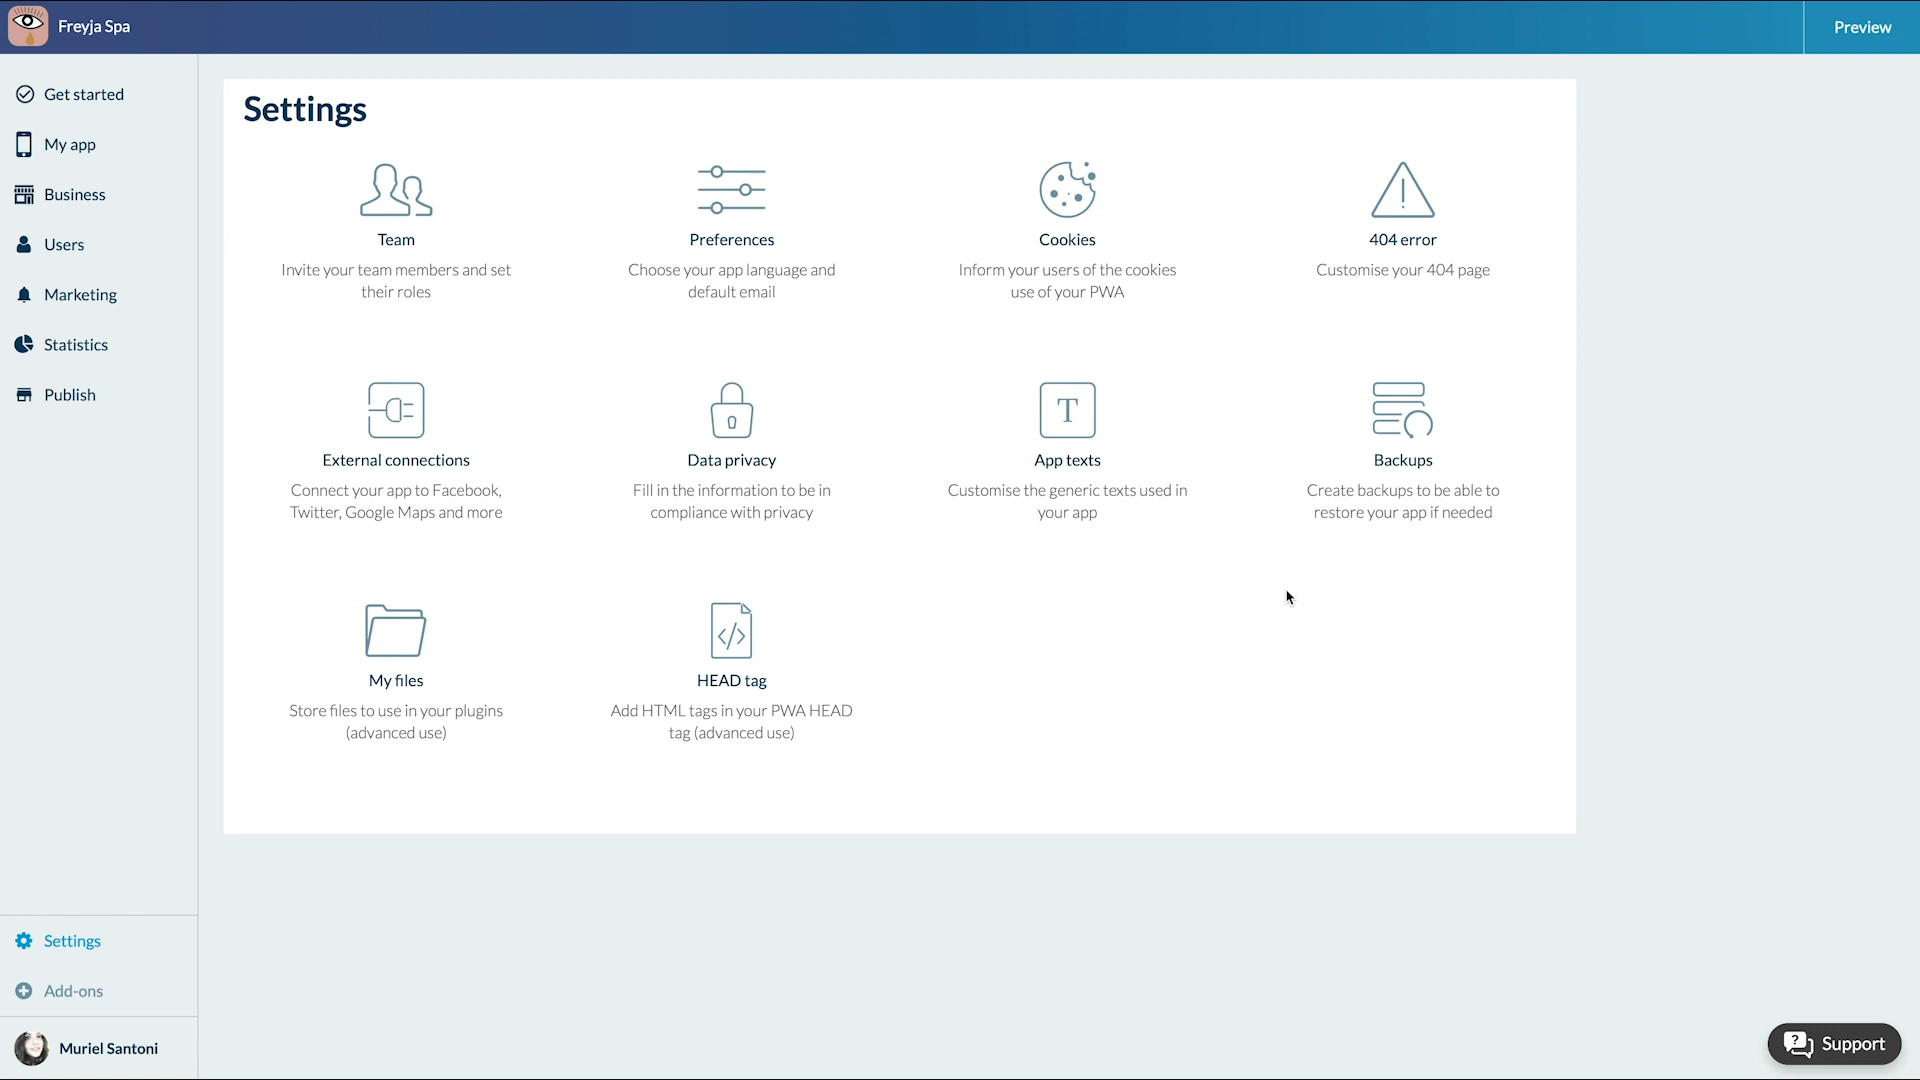 Freyja Spa
Preview
Get started
My app
Business
Users
Marketing
Statistics
Publish
Settings
Add-ons
Muriel Santoni
Settings
Team
Invite your team members and set
their roles
Preferences
Choose your app language and
default email
Cookies
Inform your users of the cookies
use of your PWA
404 error
Customise your 404 page
External connections
Connect your app to Facebook,
Twitter, Google Maps and more
Data privacy
Fill in the information to be in
compliance with privacy
T
App texts
Customise the generic texts used in
your app
Backups
Create backups to be able to
restore your app if needed
My files
Store files to use in your plugins
(advanced use)
</>
HEAD tag
Add HTML tags in your PWA HEAD
tag (advanced use)
? Support